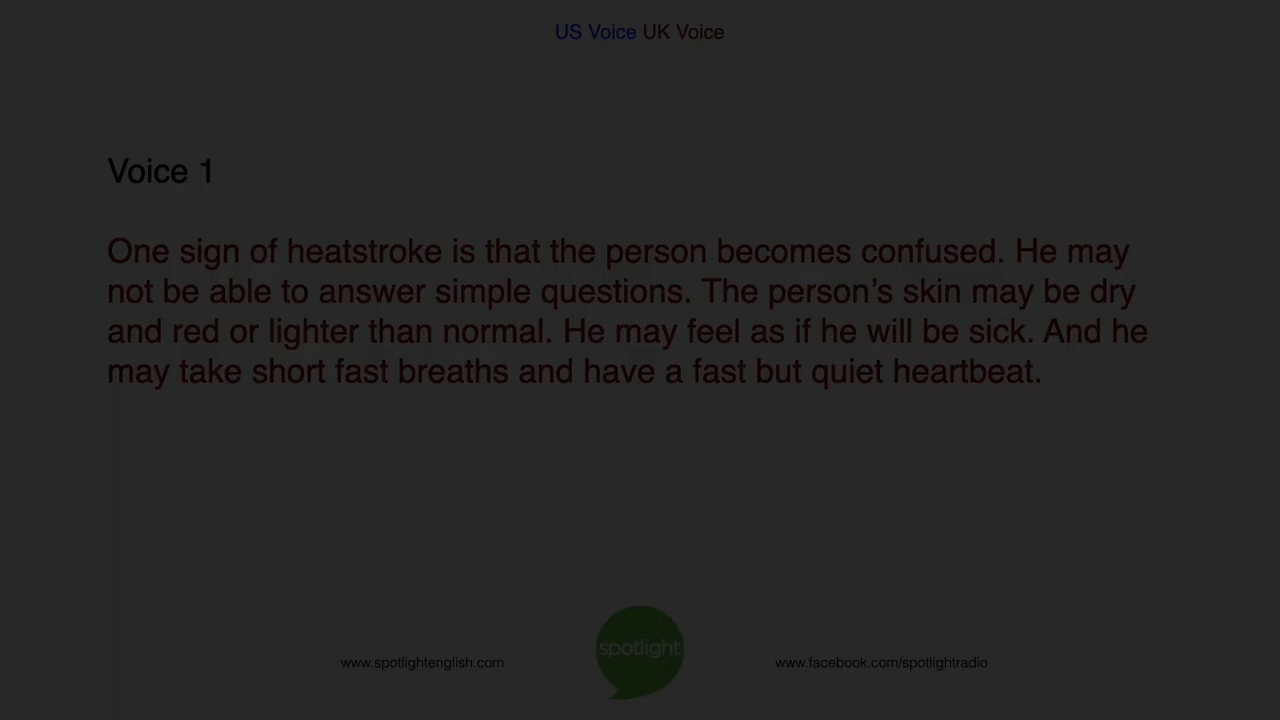 US Voice UK Voice
Voice 1
One sign of heatstroke is that the person becomes confused. He may
not be able to answer simple questions. The person’s skin may be dry
and red or lighter than normal. He may feel as if he will be sick. And he
may take short fast breaths and have a fast but quiet heartbeat.
spotlight
www.spotlightenglish.com
www.facebook.com/spotlightradio